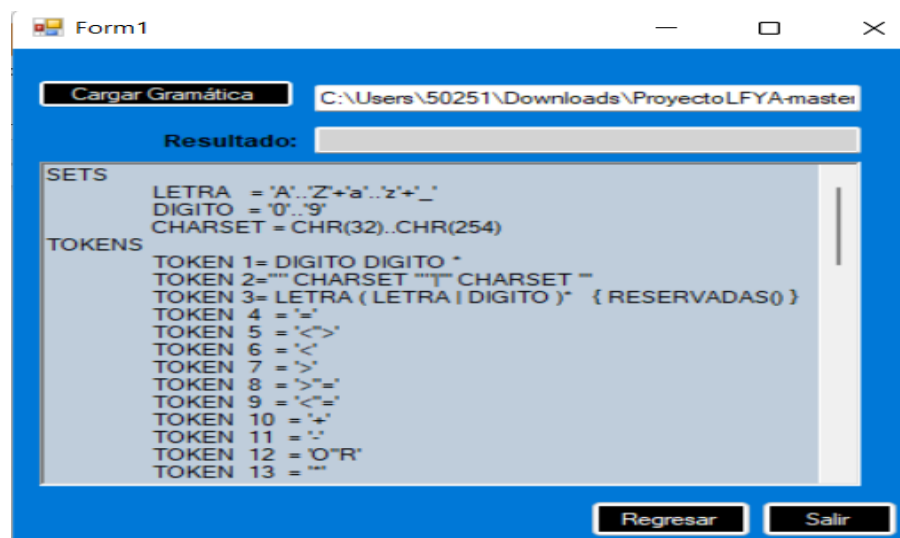 Form1
Cargar Gramática C:\Users\50251\Downloads\ProyectoLFYA-master
Resultado:
SETS
LETRA = 'A'..'Z'+'a'..'z'+'_'
DIGITO = '0'..'9'
CHARSET = CHR(32)..CHR(254)
TOKENS
TOKEN 1= DIGITO DIGITO *
TOKEN 2='"' CHARSET '"'|''' CHARSET '''
TOKEN 3= LETRA ( LETRA | DIGITO )* { RESERVADAS() }
TOKEN 4 = '='
TOKEN 5 = '<''>'
TOKEN 6 = '<'
TOKEN 7 = '>'
TOKEN 8 = '>''='
TOKEN 9 = '<''='
TOKEN 10 = '+'
TOKEN 11 = '-'
TOKEN 12 = 'O''R'
TOKEN 13 = '*'
Regresar Salir